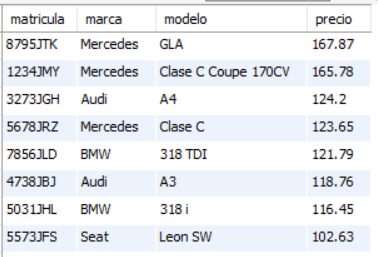 matricula marca modelo precio
8795JTK Mercedes GLA 167.87
1234JMY Mercedes Clase C Coupe 170CV 165.78
3273JGH Audi A4 124.2
5678JRZ Mercedes Clase C 123.65
7856JLD BMW 318 TDI 121.79
4738JBJ Audi A3 118.76
5031JHL BMW 318 i 116.45
5573JFS Seat Leon SW 102.63